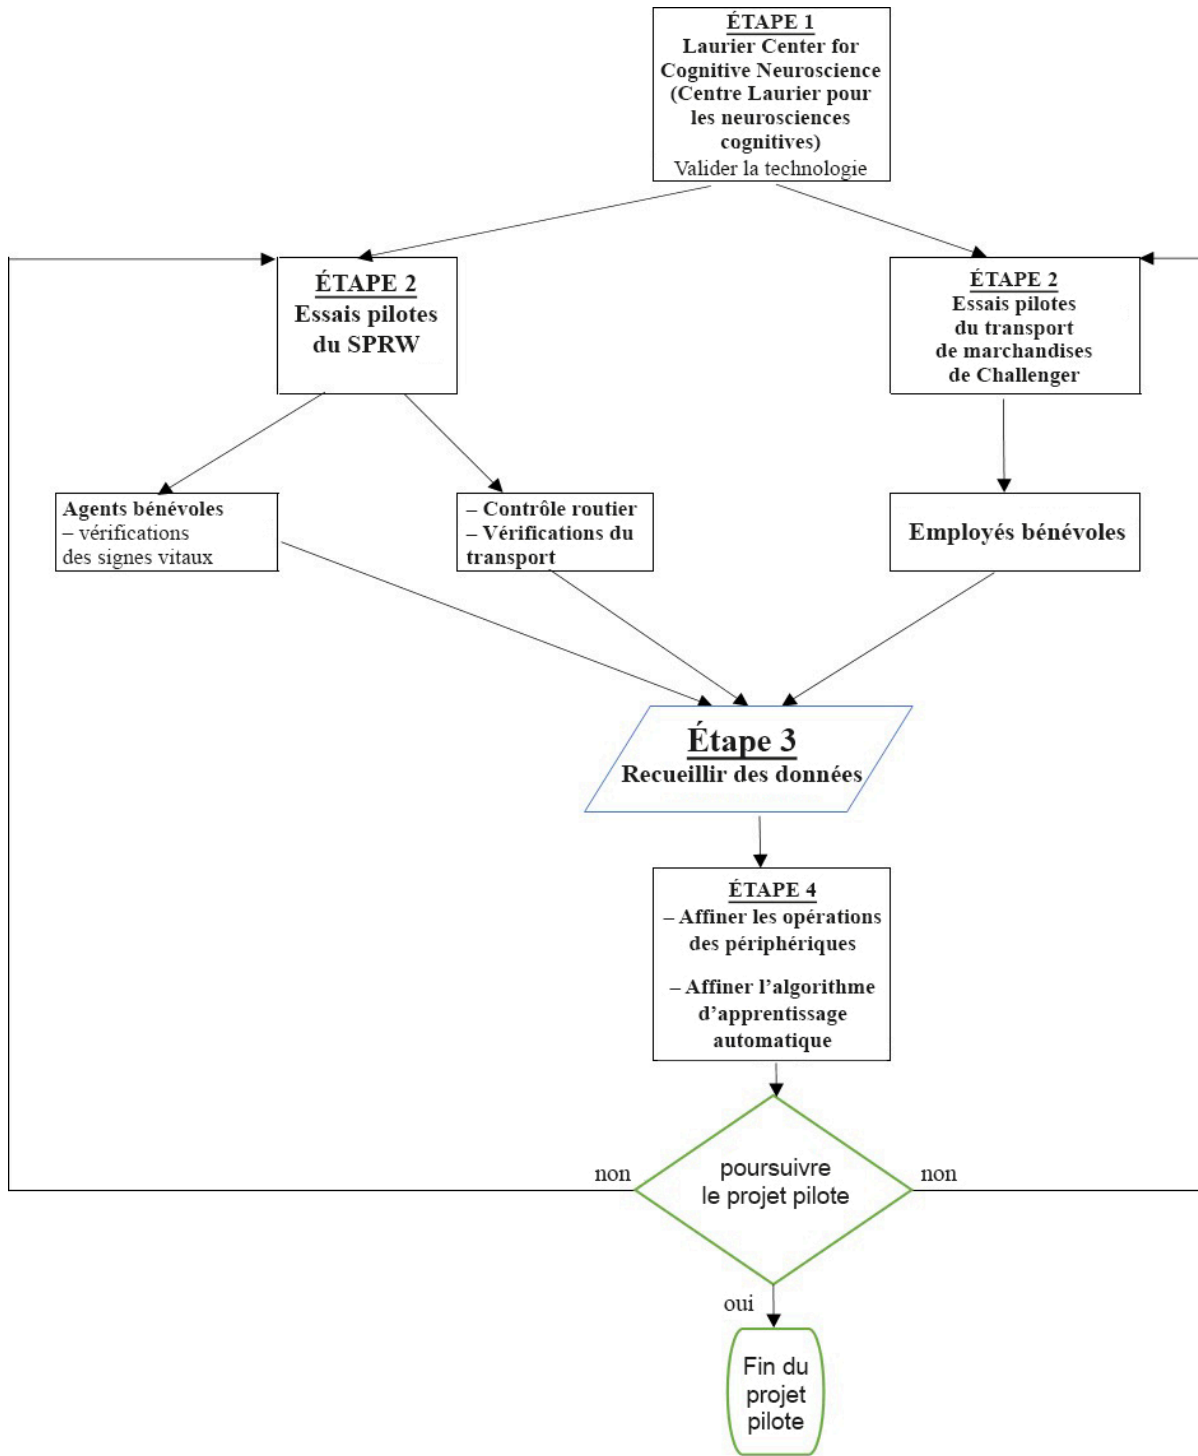 ÉTAPE 1
Laurier Center for
Cognitive Neuroscience
(Centre Laurier pour
les neurosciences
cognitives)
Valider la technologie
ÉTAPE 2
Essais pilotes
du SPRW
ÉTAPE 2
Essais pilotes
du transport
de marchandises
de Challenger
Agents bénévoles
– vérifications
des signes vitaux
– Contrôle routier
– Vérifications du
transport
Employés bénévoles
Étape 3
Recueillir des données
ÉTAPE 4
– Affiner les opérations
des périphériques
– Affiner l’algorithme
d’apprentissage
automatique
non
poursuivre
le projet pilote
non
oui
Fin du
projet
pilote